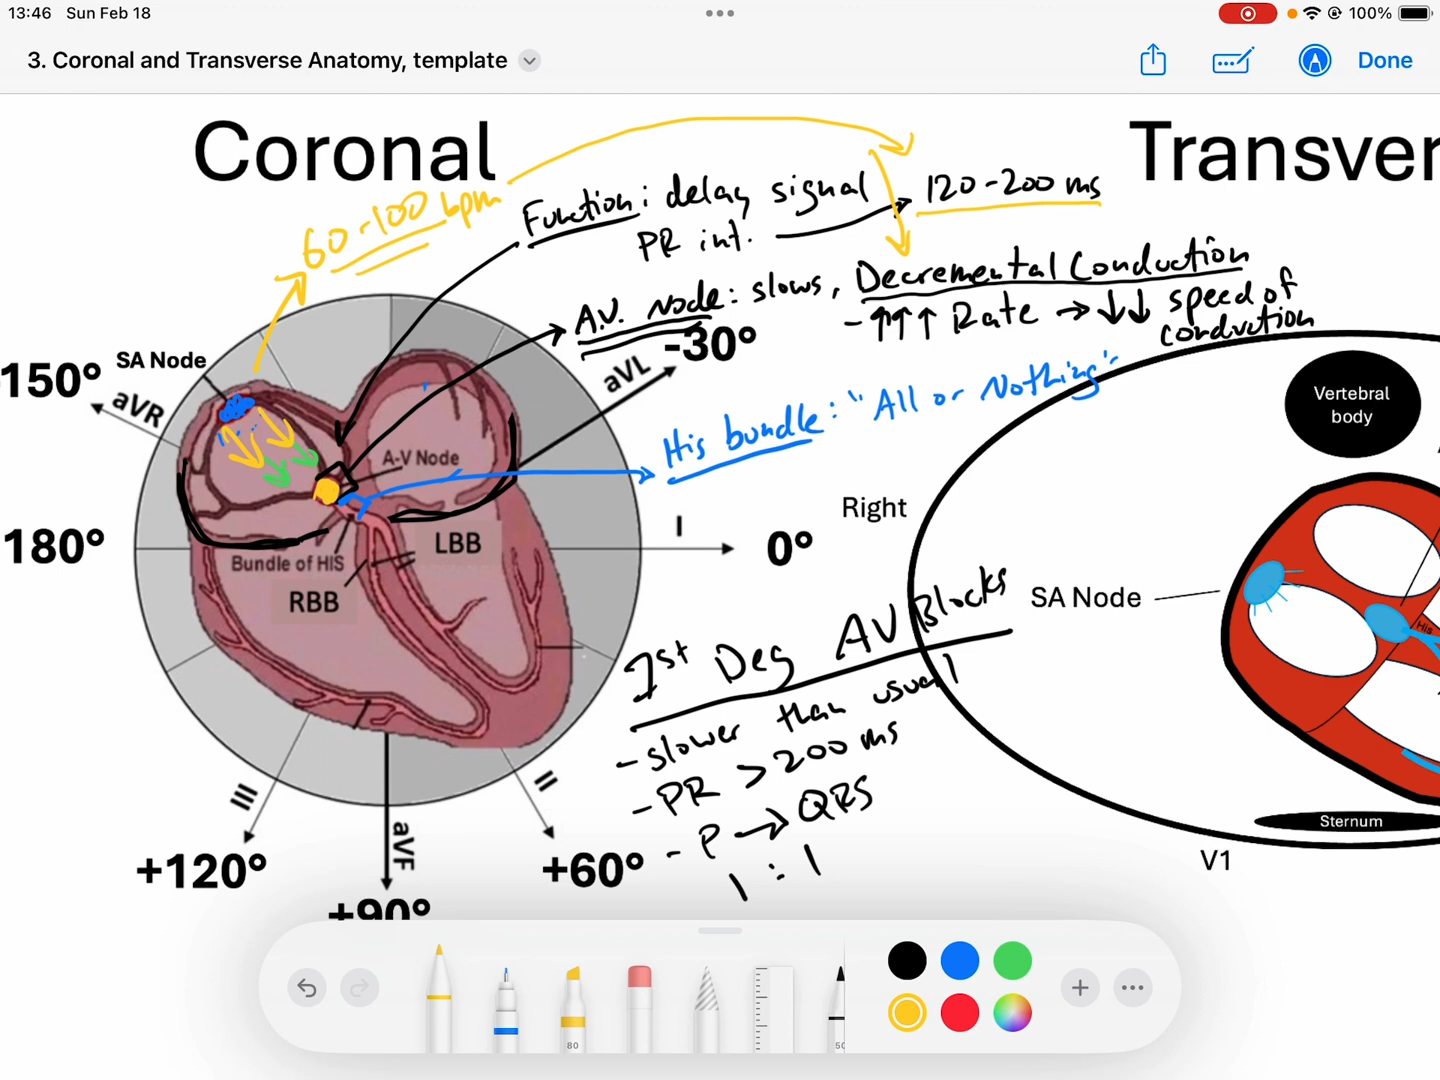 13:46 Sun Feb 18
100%
3. Coronal and Transverse Anatomy, template
Done
Coronal
Transver
60-100 bpm
Function: delay signal
PR int.
120-200 ms
A.V. Node: slows, Decremental Conduction
- ↑↑↑ Rate → ↓↓ speed of
conduction
-30°
SA Node
150°
aVR
aVL
His bundle: "All or Nothing"
Vertebral
body
A-V Node
Right
180°
I
0°
LBB
Bundle of HIS
RBB
SA Node
His
1st Deg AV Blocks
- slower than usual
- PR > 200 ms
- P → QRS
1 : 1
III
II
aVF
+120°
+60°
+90°
Sternum
V1
80
50